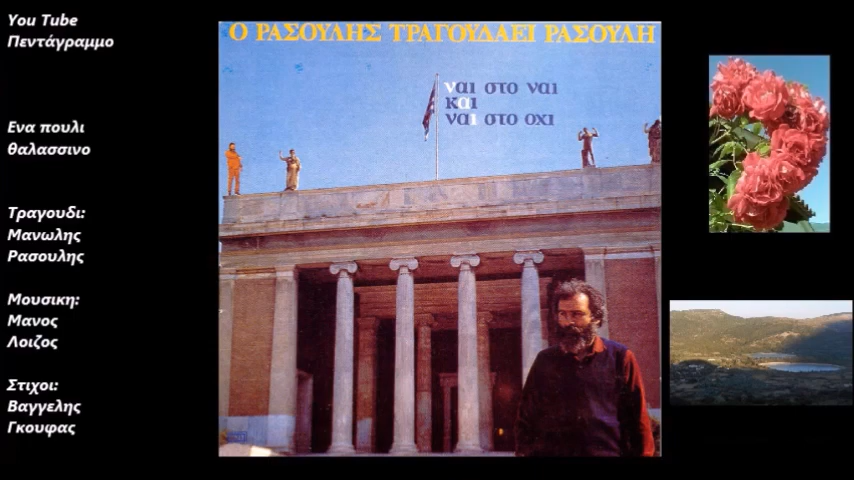 You Tube
Πενταγραμμο
Ενα πουλι
θαλασσινο
Τραγουδι:
Μανωλης
Ρασουλης
Μουσικη:
Μανος
Λοιζος
Στιχοι:
Βαγγελης
Γκουφας
Ο ΡΑΣΟΥΛΗΣ ΤΡΑΓΟΥΔΑΕΙ ΡΑΣΟΥΛΗ
ναι στο ναι
και
ναι στο οχι